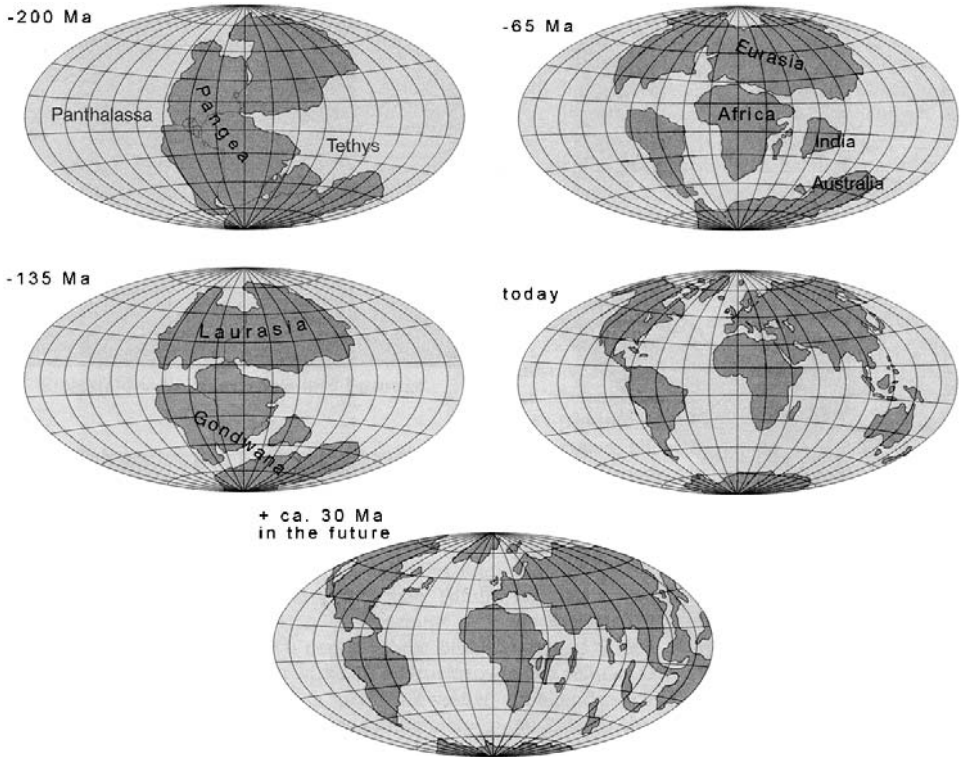 -200 Ma
Panthalassa
Pangea
Tethys
-65 Ma
Eurasia
Africa
India
Australia
-135 Ma
Laurasia
Gondwana
today
+ ca. 30 Ma
in the future